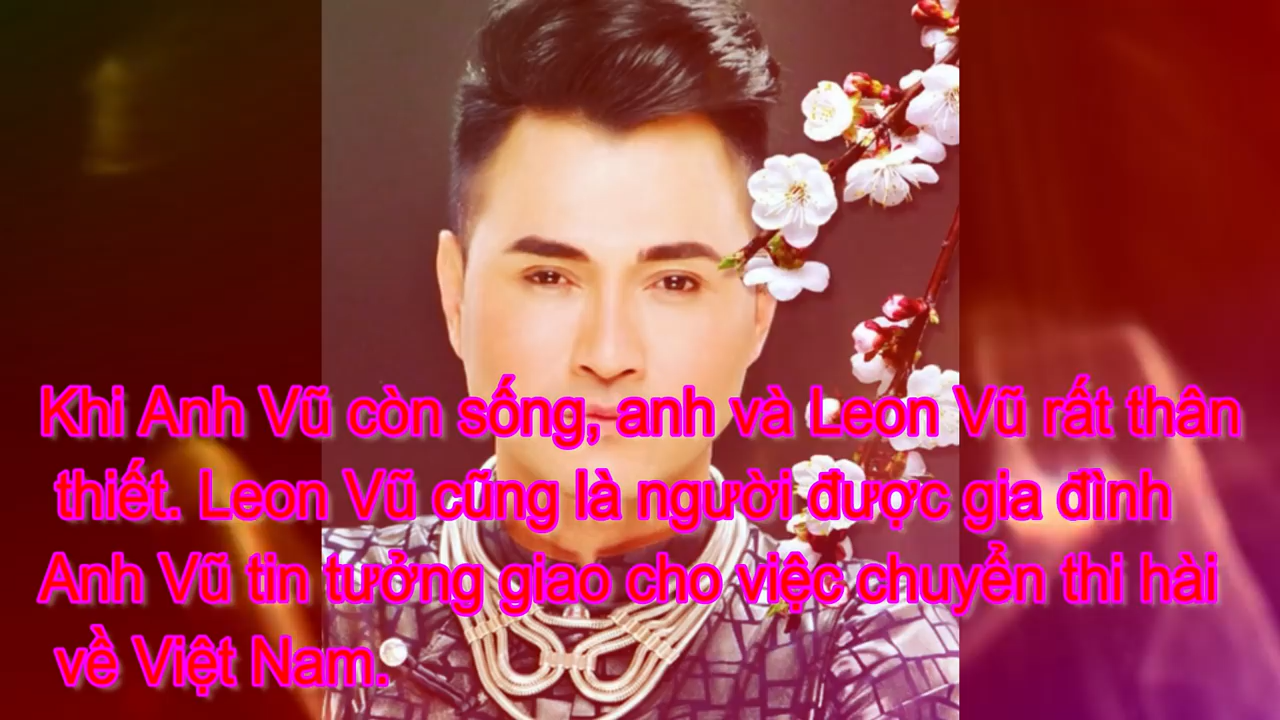 Khi Anh Vũ còn sống, anh và Leon Vũ rất thân
thiết. Leon Vũ cũng là người được gia đình
Anh Vũ tin tưởng giao cho việc chuyển thi hài
về Việt Nam.